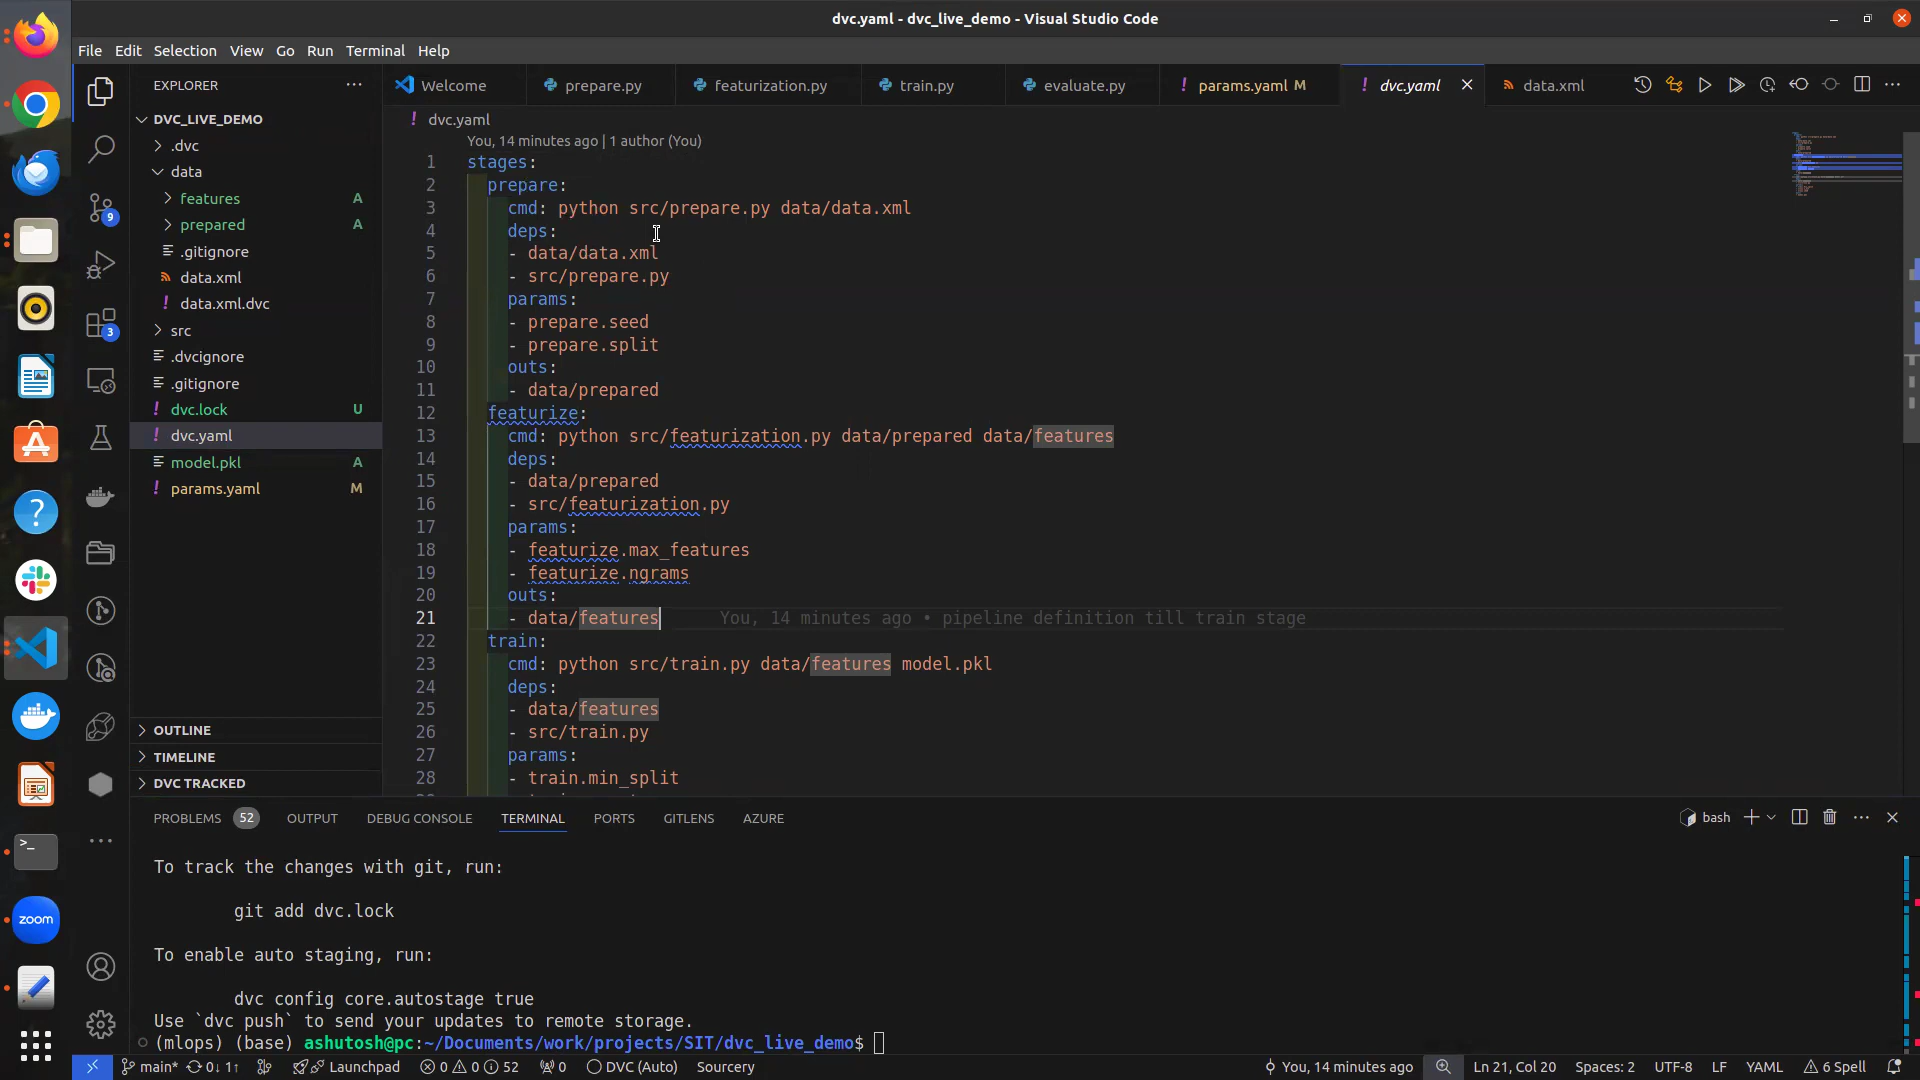 dvc.yaml - dvc_live_demo - Visual Studio Code
File Edit Selection View Go Run Terminal Help
EXPLORER
Welcome prepare.py featurization.py train.py evaluate.py params.yaml M dvc.yaml data.xml
DVC_LIVE_DEMO
.dvc
data
features A
prepared A
.gitignore
data.xml
data.xml.dvc
src
.dvcignore
.gitignore
dvc.lock U
dvc.yaml
model.pkl A
params.yaml M
OUTLINE
TIMELINE
DVC TRACKED
9
3
dvc.yaml
You, 14 minutes ago | 1 author (You)
1 stages:
2 prepare:
3 cmd: python src/prepare.py data/data.xml
4 deps:
5 - data/data.xml
6 - src/prepare.py
7 params:
8 - prepare.seed
9 - prepare.split
10 outs:
11 - data/prepared
12 featurize:
13 cmd: python src/featurization.py data/prepared data/features
14 deps:
15 - data/prepared
16 - src/featurization.py
17 params:
18 - featurize.max_features
19 - featurize.ngrams
20 outs:
21 - data/features You, 14 minutes ago • pipeline definition till train stage
22 train:
23 cmd: python src/train.py data/features model.pkl
24 deps:
25 - data/features
26 - src/train.py
27 params:
28 - train.min_split
PROBLEMS 52 OUTPUT DEBUG CONSOLE TERMINAL PORTS GITLENS AZURE
bash
To track the changes with git, run:
git add dvc.lock
To enable auto staging, run:
dvc config core.autostage true
Use `dvc push` to send your updates to remote storage.
(mlops) (base) ashutosh@pc:~/Documents/work/projects/SIT/dvc_live_demo$
zoom
main* 0↓ 1↑ Launchpad 0 0 52 0 DVC (Auto) Sourcery You, 14 minutes ago Ln 21, Col 20 Spaces: 2 UTF-8 LF YAML 6 Spell